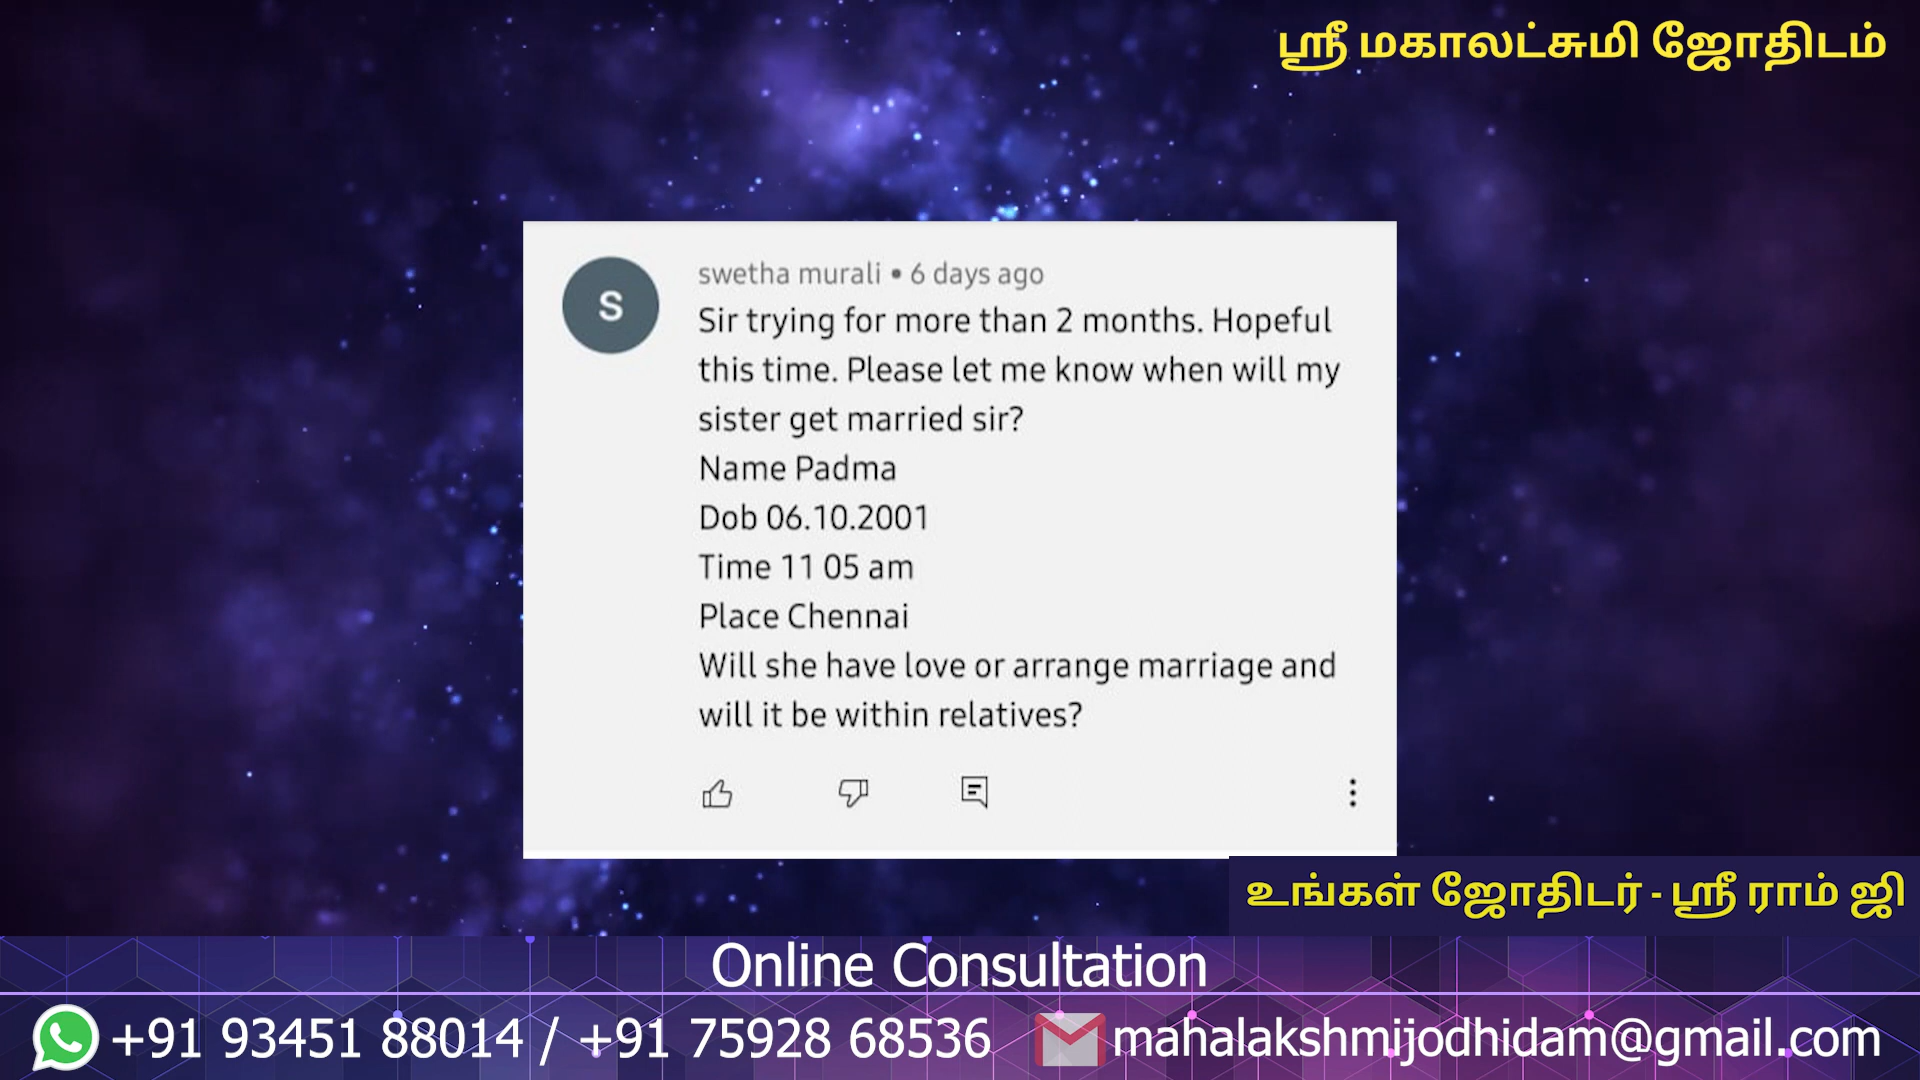 ஸ்ரீ மகாலட்சுமி ஜோதிடம்
S
swetha murali • 6 days ago
Sir trying for more than 2 months. Hopeful
this time. Please let me know when will my
sister get married sir?
Name Padma
Dob 06.10.2001
Time 11 05 am
Place Chennai
Will she have love or arrange marriage and
will it be within relatives?
உங்கள் ஜோதிடர் - ஸ்ரீ ராம் ஜி
Online Consultation
+91 93451 88014 / +91 75928 68536 mahalakshmijodhidam@gmail.com